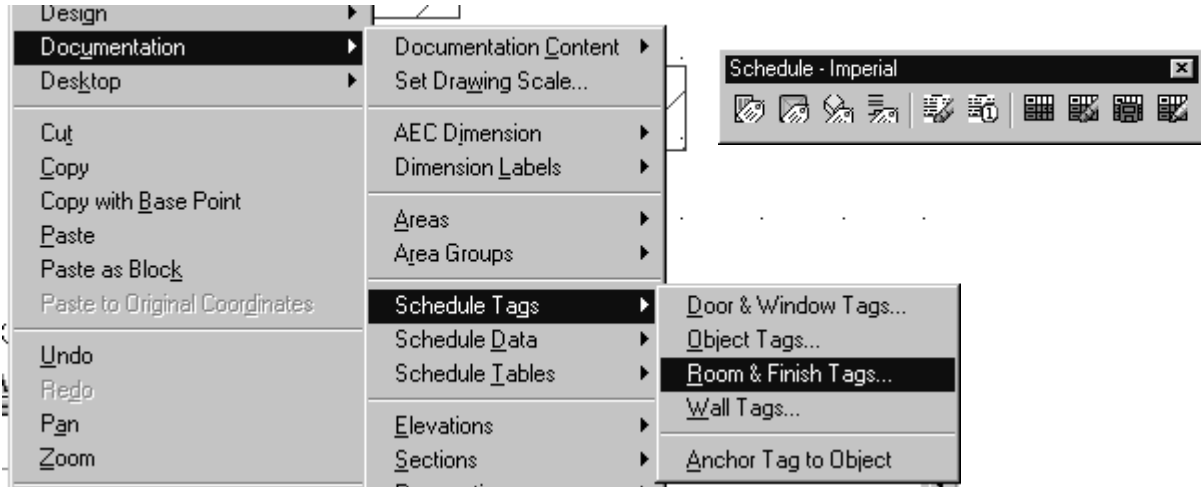 Design
Documentation
Desktop
Cut
Copy
Copy with Base Point
Paste
Paste as Block
Paste to Original Coordinates
Undo
Redo
Pan
Zoom
Documentation Content
Set Drawing Scale...
AEC Dimension
Dimension Labels
Areas
Area Groups
Schedule Tags
Schedule Data
Schedule Tables
Elevations
Sections
Door & Window Tags...
Object Tags...
Room & Finish Tags...
Wall Tags...
Anchor Tag to Object
Schedule - Imperial